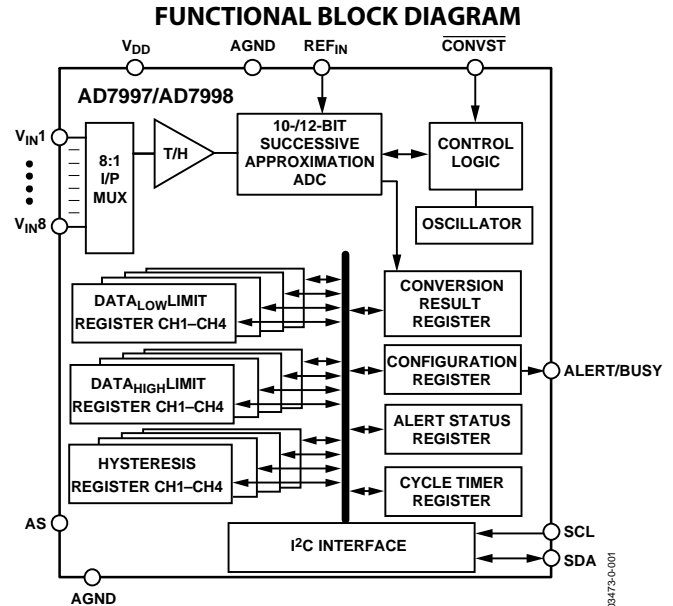 FUNCTIONAL BLOCK DIAGRAM
VDD
AGND
REFIN
CONVST
AD7997/AD7998
VIN1
VIN8
8:1
I/P
MUX
T/H
10-/12-BIT
SUCCESSIVE
APPROXIMATION
ADC
CONTROL
LOGIC
OSCILLATOR
DATALOWLIMIT
REGISTER CH1–CH4
CONVERSION
RESULT
REGISTER
DATAHIGHLIMIT
REGISTER CH1–CH4
CONFIGURATION
REGISTER
ALERT/BUSY
ALERT STATUS
REGISTER
HYSTERESIS
REGISTER CH1–CH4
CYCLE TIMER
REGISTER
AS
I2C INTERFACE
SCL
SDA
AGND
03473-0-001